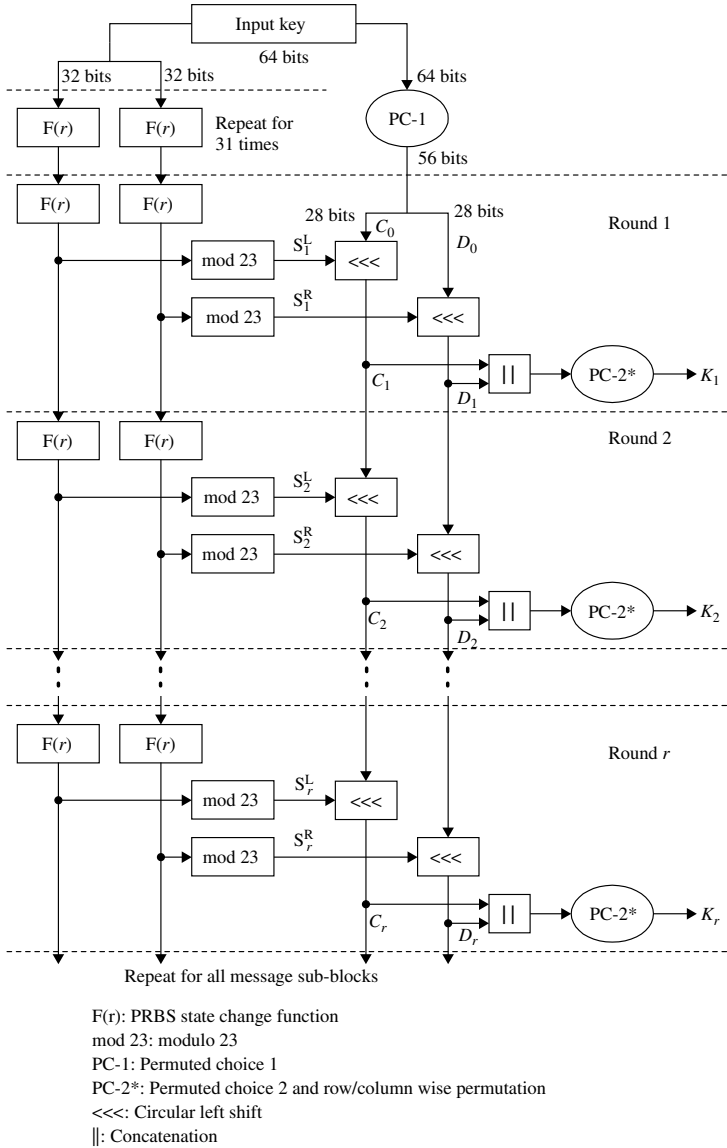 Input key
64 bits
32 bits
32 bits
64 bits
F(r)
F(r)
Repeat for
31 times
PC-1
56 bits
F(r)
F(r)
28 bits
C₀
28 bits
D₀
Round 1
mod 23
S₁ᴸ
<<<
mod 23
S₁ᴿ
<<<
C₁
D₁
||
PC-2*
K₁
Round 2
F(r)
F(r)
mod 23
S₂ᴸ
<<<
mod 23
S₂ᴿ
<<<
C₂
D₂
||
PC-2*
K₂
F(r)
F(r)
Round r
mod 23
Sᵣᴸ
<<<
mod 23
Sᵣᴿ
<<<
Cᵣ
Dᵣ
||
PC-2*
Kᵣ
Repeat for all message sub-blocks
F(r): PRBS state change function
mod 23: modulo 23
PC-1: Permuted choice 1
PC-2*: Permuted choice 2 and row/column wise permutation
<<<: Circular left shift
||: Concatenation